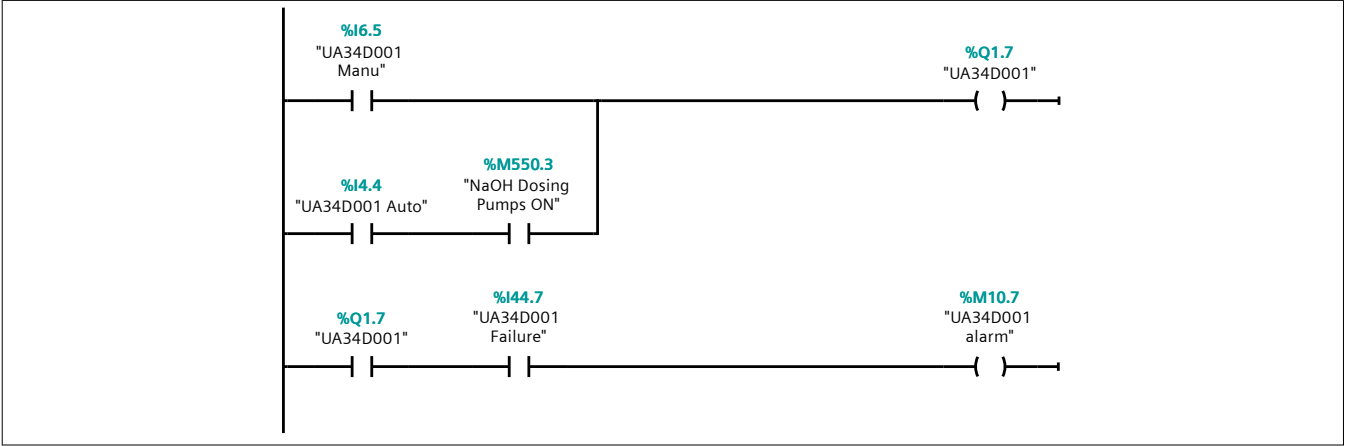 %I6.5
"UA34D001
Manu"
%Q1.7
"UA34D001"
%M550.3
"NaOH Dosing
Pumps ON"
%I4.4
"UA34D001 Auto"
%Q1.7
"UA34D001"
%I44.7
"UA34D001
Failure"
%M10.7
"UA34D001
alarm"